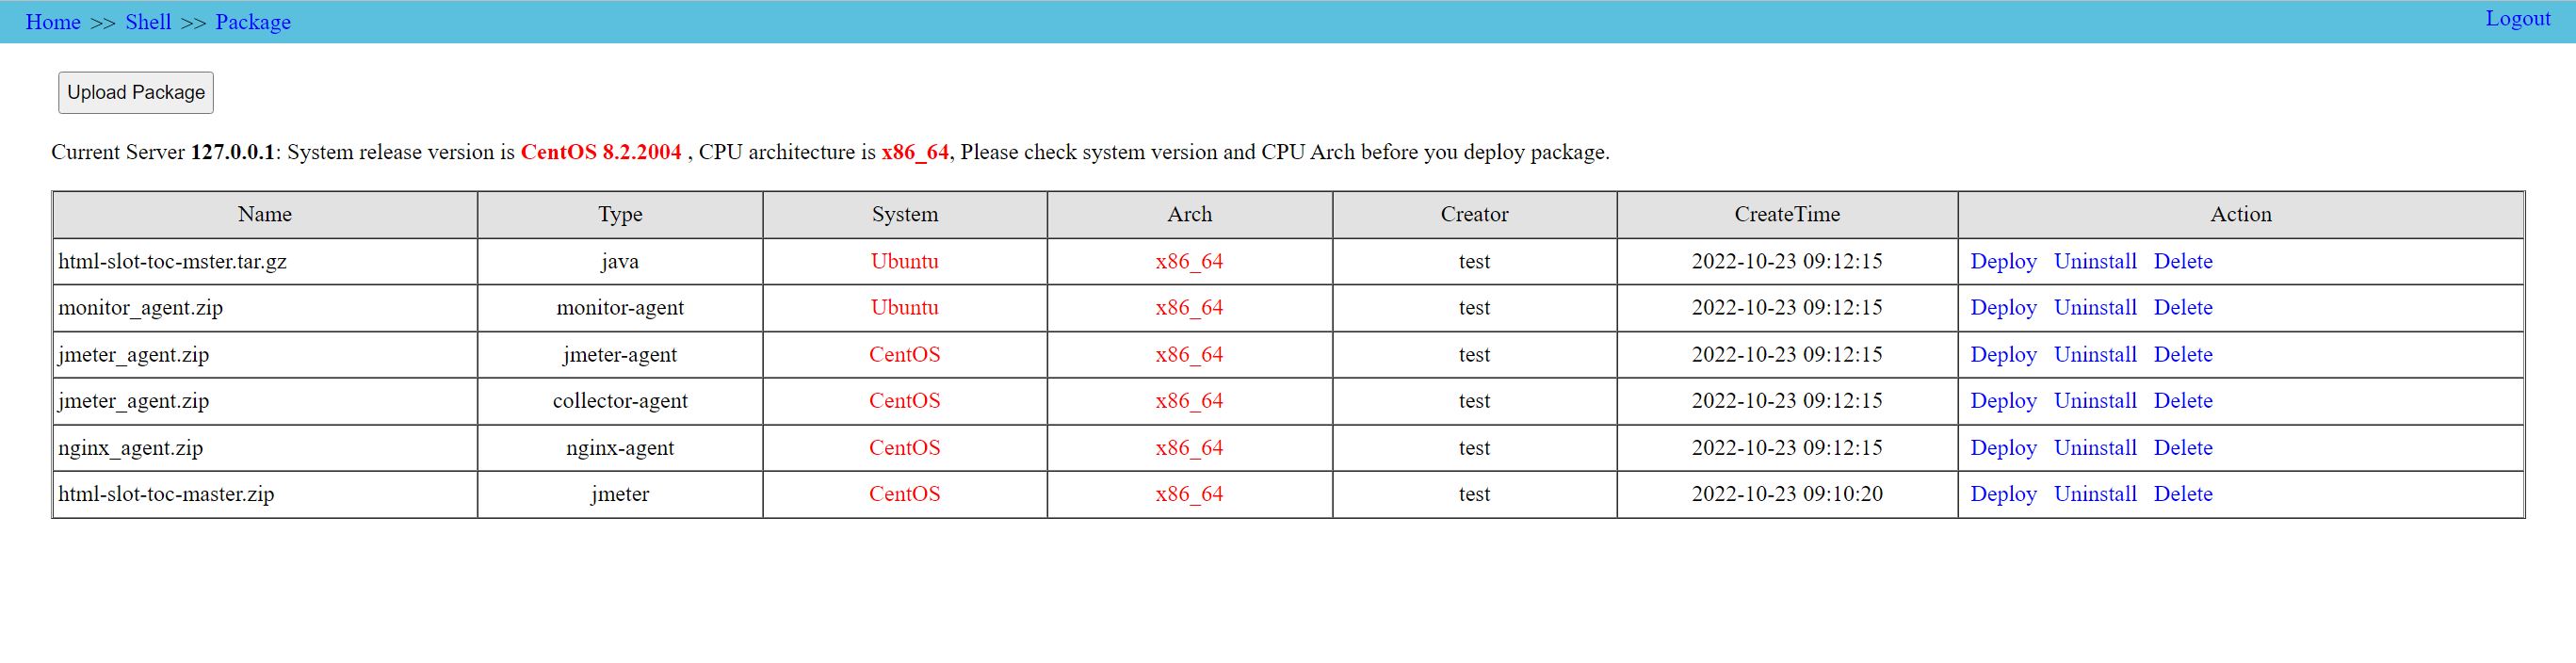 Home >> Shell >> Package Logout
Upload Package
Current Server 127.0.0.1: System release version is CentOS 8.2.2004 , CPU architecture is x86_64, Please check system version and CPU Arch before you deploy package.
Name Type System Arch Creator CreateTime Action
html-slot-toc-mster.tar.gz java Ubuntu x86_64 test 2022-10-23 09:12:15 Deploy Uninstall Delete
monitor_agent.zip monitor-agent Ubuntu x86_64 test 2022-10-23 09:12:15 Deploy Uninstall Delete
jmeter_agent.zip jmeter-agent CentOS x86_64 test 2022-10-23 09:12:15 Deploy Uninstall Delete
jmeter_agent.zip collector-agent CentOS x86_64 test 2022-10-23 09:12:15 Deploy Uninstall Delete
nginx_agent.zip nginx-agent CentOS x86_64 test 2022-10-23 09:12:15 Deploy Uninstall Delete
html-slot-toc-master.zip jmeter CentOS x86_64 test 2022-10-23 09:10:20 Deploy Uninstall Delete